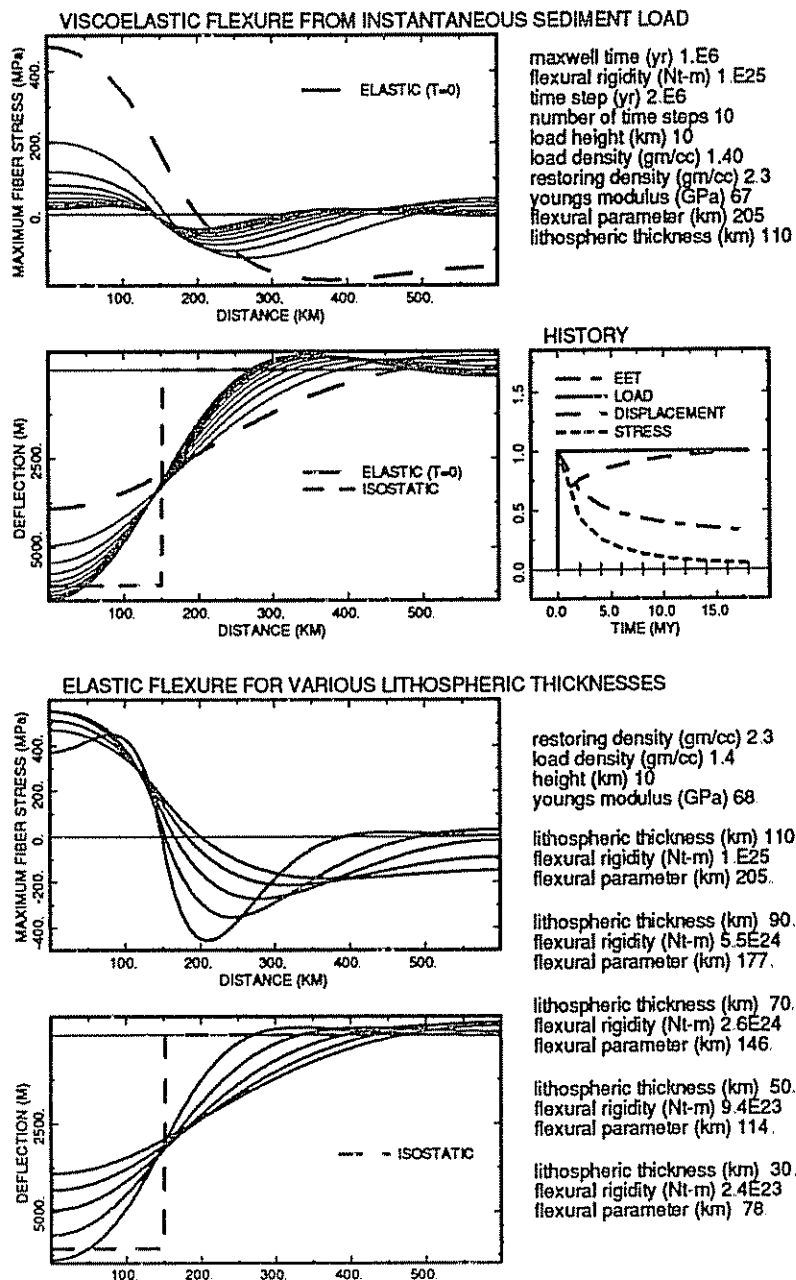 VISCOELASTIC FLEXURE FROM INSTANTANEOUS SEDIMENT LOAD
MAXIMUM FIBER STRESS (MPa)
400.
200.
0.
ELASTIC (T=0)
100. 200. 300. 400. 500.
DISTANCE (KM)
maxwell time (yr) 1.E6
flexural rigidity (Nt-m) 1.E25
time step (yr) 2.E6
number of time steps 10
load height (km) 10
load density (gm/cc) 1.40
restoring density (gm/cc) 2.3
youngs modulus (GPa) 67
flexural parameter (km) 205
lithospheric thickness (km) 110
DEFLECTION (M)
2500.
5000.
ELASTIC (T=0)
ISOSTATIC
100. 200. 300. 400. 500.
DISTANCE (KM)
HISTORY
1.5
1.0
0.5
0.0
EET
LOAD
DISPLACEMENT
STRESS
0.0 5.0 10.0 15.0
TIME (MY)
ELASTIC FLEXURE FOR VARIOUS LITHOSPHERIC THICKNESSES
MAXIMUM FIBER STRESS (MPa)
400.
200.
0.
-200.
-400.
100. 200. 300. 400. 500.
DISTANCE (KM)
restoring density (gm/cc) 2.3
load density (gm/cc) 1.4
height (km) 10
youngs modulus (GPa) 68.
lithospheric thickness (km) 110
flexural rigidity (Nt-m) 1.E25
flexural parameter (km) 205.
lithospheric thickness (km) 90.
flexural rigidity (Nt-m) 5.5E24
flexural parameter (km) 177.
lithospheric thickness (km) 70.
flexural rigidity (Nt-m) 2.6E24
flexural parameter (km) 146.
lithospheric thickness (km) 50.
flexural rigidity (Nt-m) 9.4E23
flexural parameter (km) 114.
lithospheric thickness (km) 30.
flexural rigidity (Nt-m) 2.4E23
flexural parameter (km) 78.
DEFLECTION (M)
2500.
5000.
ISOSTATIC
100. 200. 300. 400. 500.